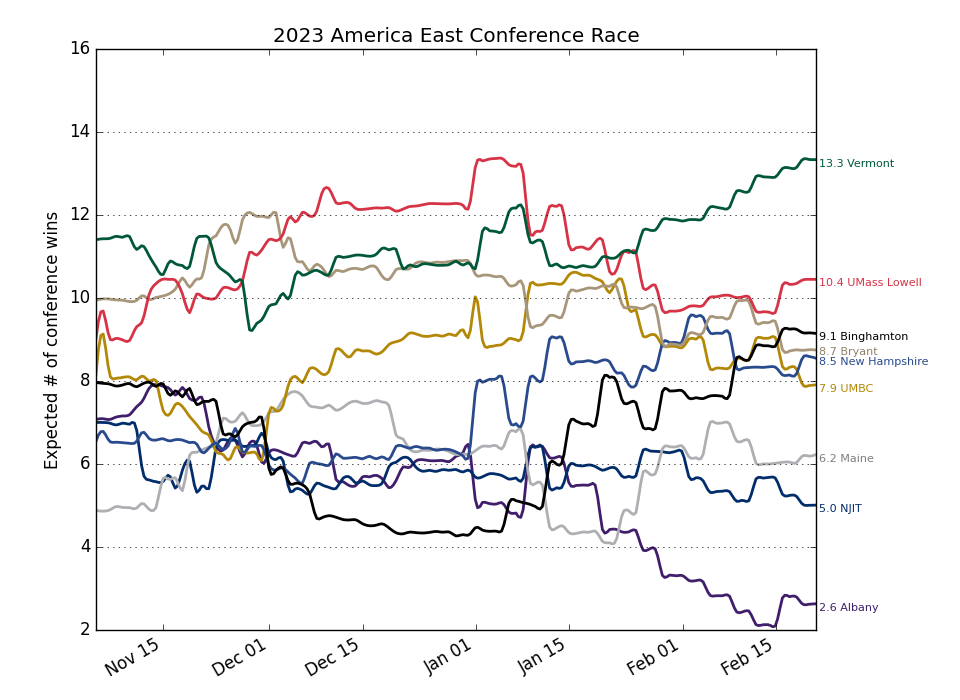 2023 America East Conference Race
Expected # of conference wins
16
14
12
10
8
6
4
2
Nov 15
Dec 01
Dec 15
Jan 01
Jan 15
Feb 01
Feb 15
13.3 Vermont
10.4 UMass Lowell
9.1 Binghamton
8.7 Bryant
8.5 New Hampshire
7.9 UMBC
6.2 Maine
5.0 NJIT
2.6 Albany